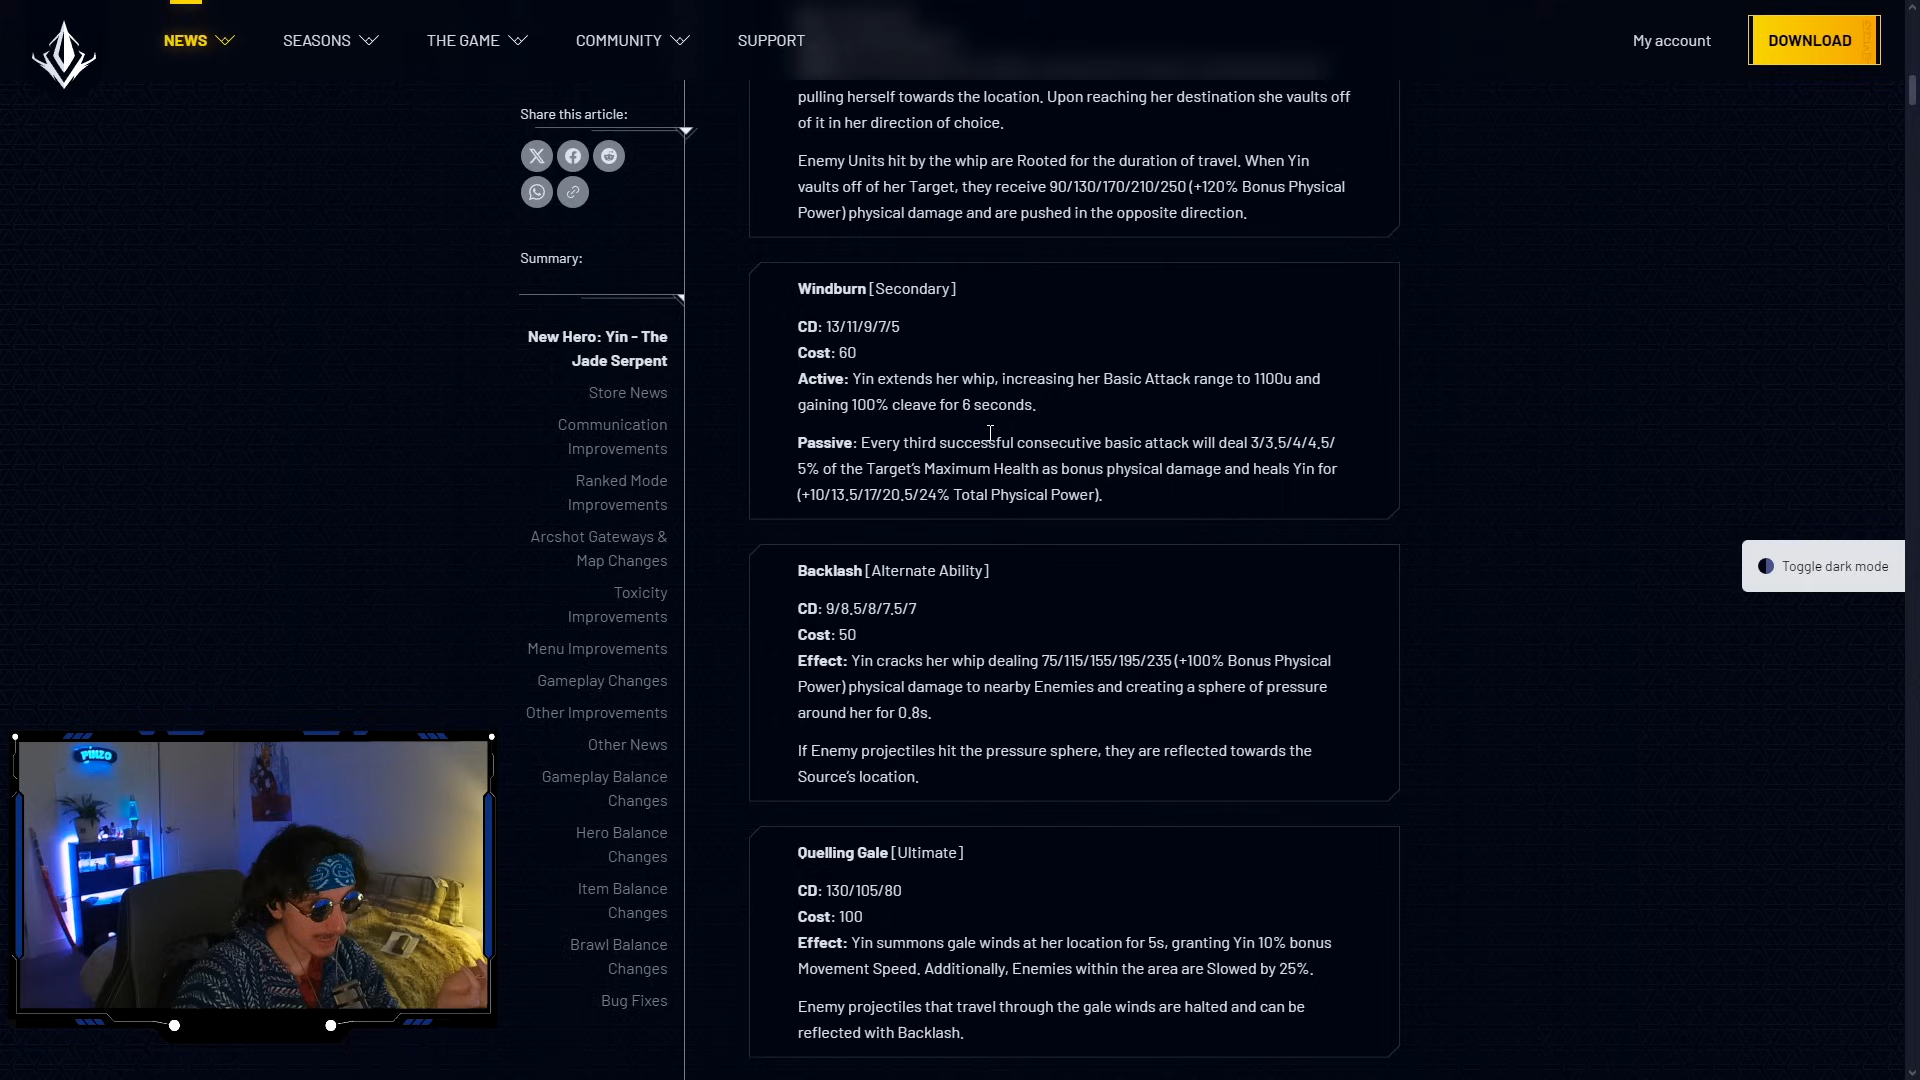 NEWS
SEASONS
THE GAME
COMMUNITY
SUPPORT
My account
DOWNLOAD
Share this article:
Summary:
New Hero: Yin - The
Jade Serpent
Store News
Communication
Improvements
Ranked Mode
Improvements
Arcshot Gateways &
Map Changes
Toxicity
Improvements
Menu Improvements
Gameplay Changes
Other Improvements
Other News
Gameplay Balance
Changes
Hero Balance
Changes
Item Balance
Changes
Brawl Balance
Changes
Bug Fixes
pulling herself towards the location. Upon reaching her destination she vaults off
of it in her direction of choice.
Enemy Units hit by the whip are Rooted for the duration of travel. When Yin
vaults off of her Target, they receive 90/130/170/210/250 (+120% Bonus Physical
Power) physical damage and are pushed in the opposite direction.
Windburn [Secondary]
CD: 13/11/9/7/5
Cost: 60
Active: Yin extends her whip, increasing her Basic Attack range to 1100u and
gaining 100% cleave for 6 seconds.
Passive: Every third successful consecutive basic attack will deal 3/3.5/4/4.5/
5% of the Target's Maximum Health as bonus physical damage and heals Yin for
(+10/13.5/17/20.5/24% Total Physical Power).
Backlash [Alternate Ability]
CD: 9/8.5/8/7.5/7
Cost: 50
Effect: Yin cracks her whip dealing 75/115/155/195/235 (+100% Bonus Physical
Power) physical damage to nearby Enemies and creating a sphere of pressure
around her for 0.8s.
If Enemy projectiles hit the pressure sphere, they are reflected towards the
Source's location.
Quelling Gale [Ultimate]
CD: 130/105/80
Cost: 100
Effect: Yin summons gale winds at her location for 5s, granting Yin 10% bonus
Movement Speed. Additionally, Enemies within the area are Slowed by 25%.
Enemy projectiles that travel through the gale winds are halted and can be
reflected with Backlash.
Toggle dark mode
PINZO